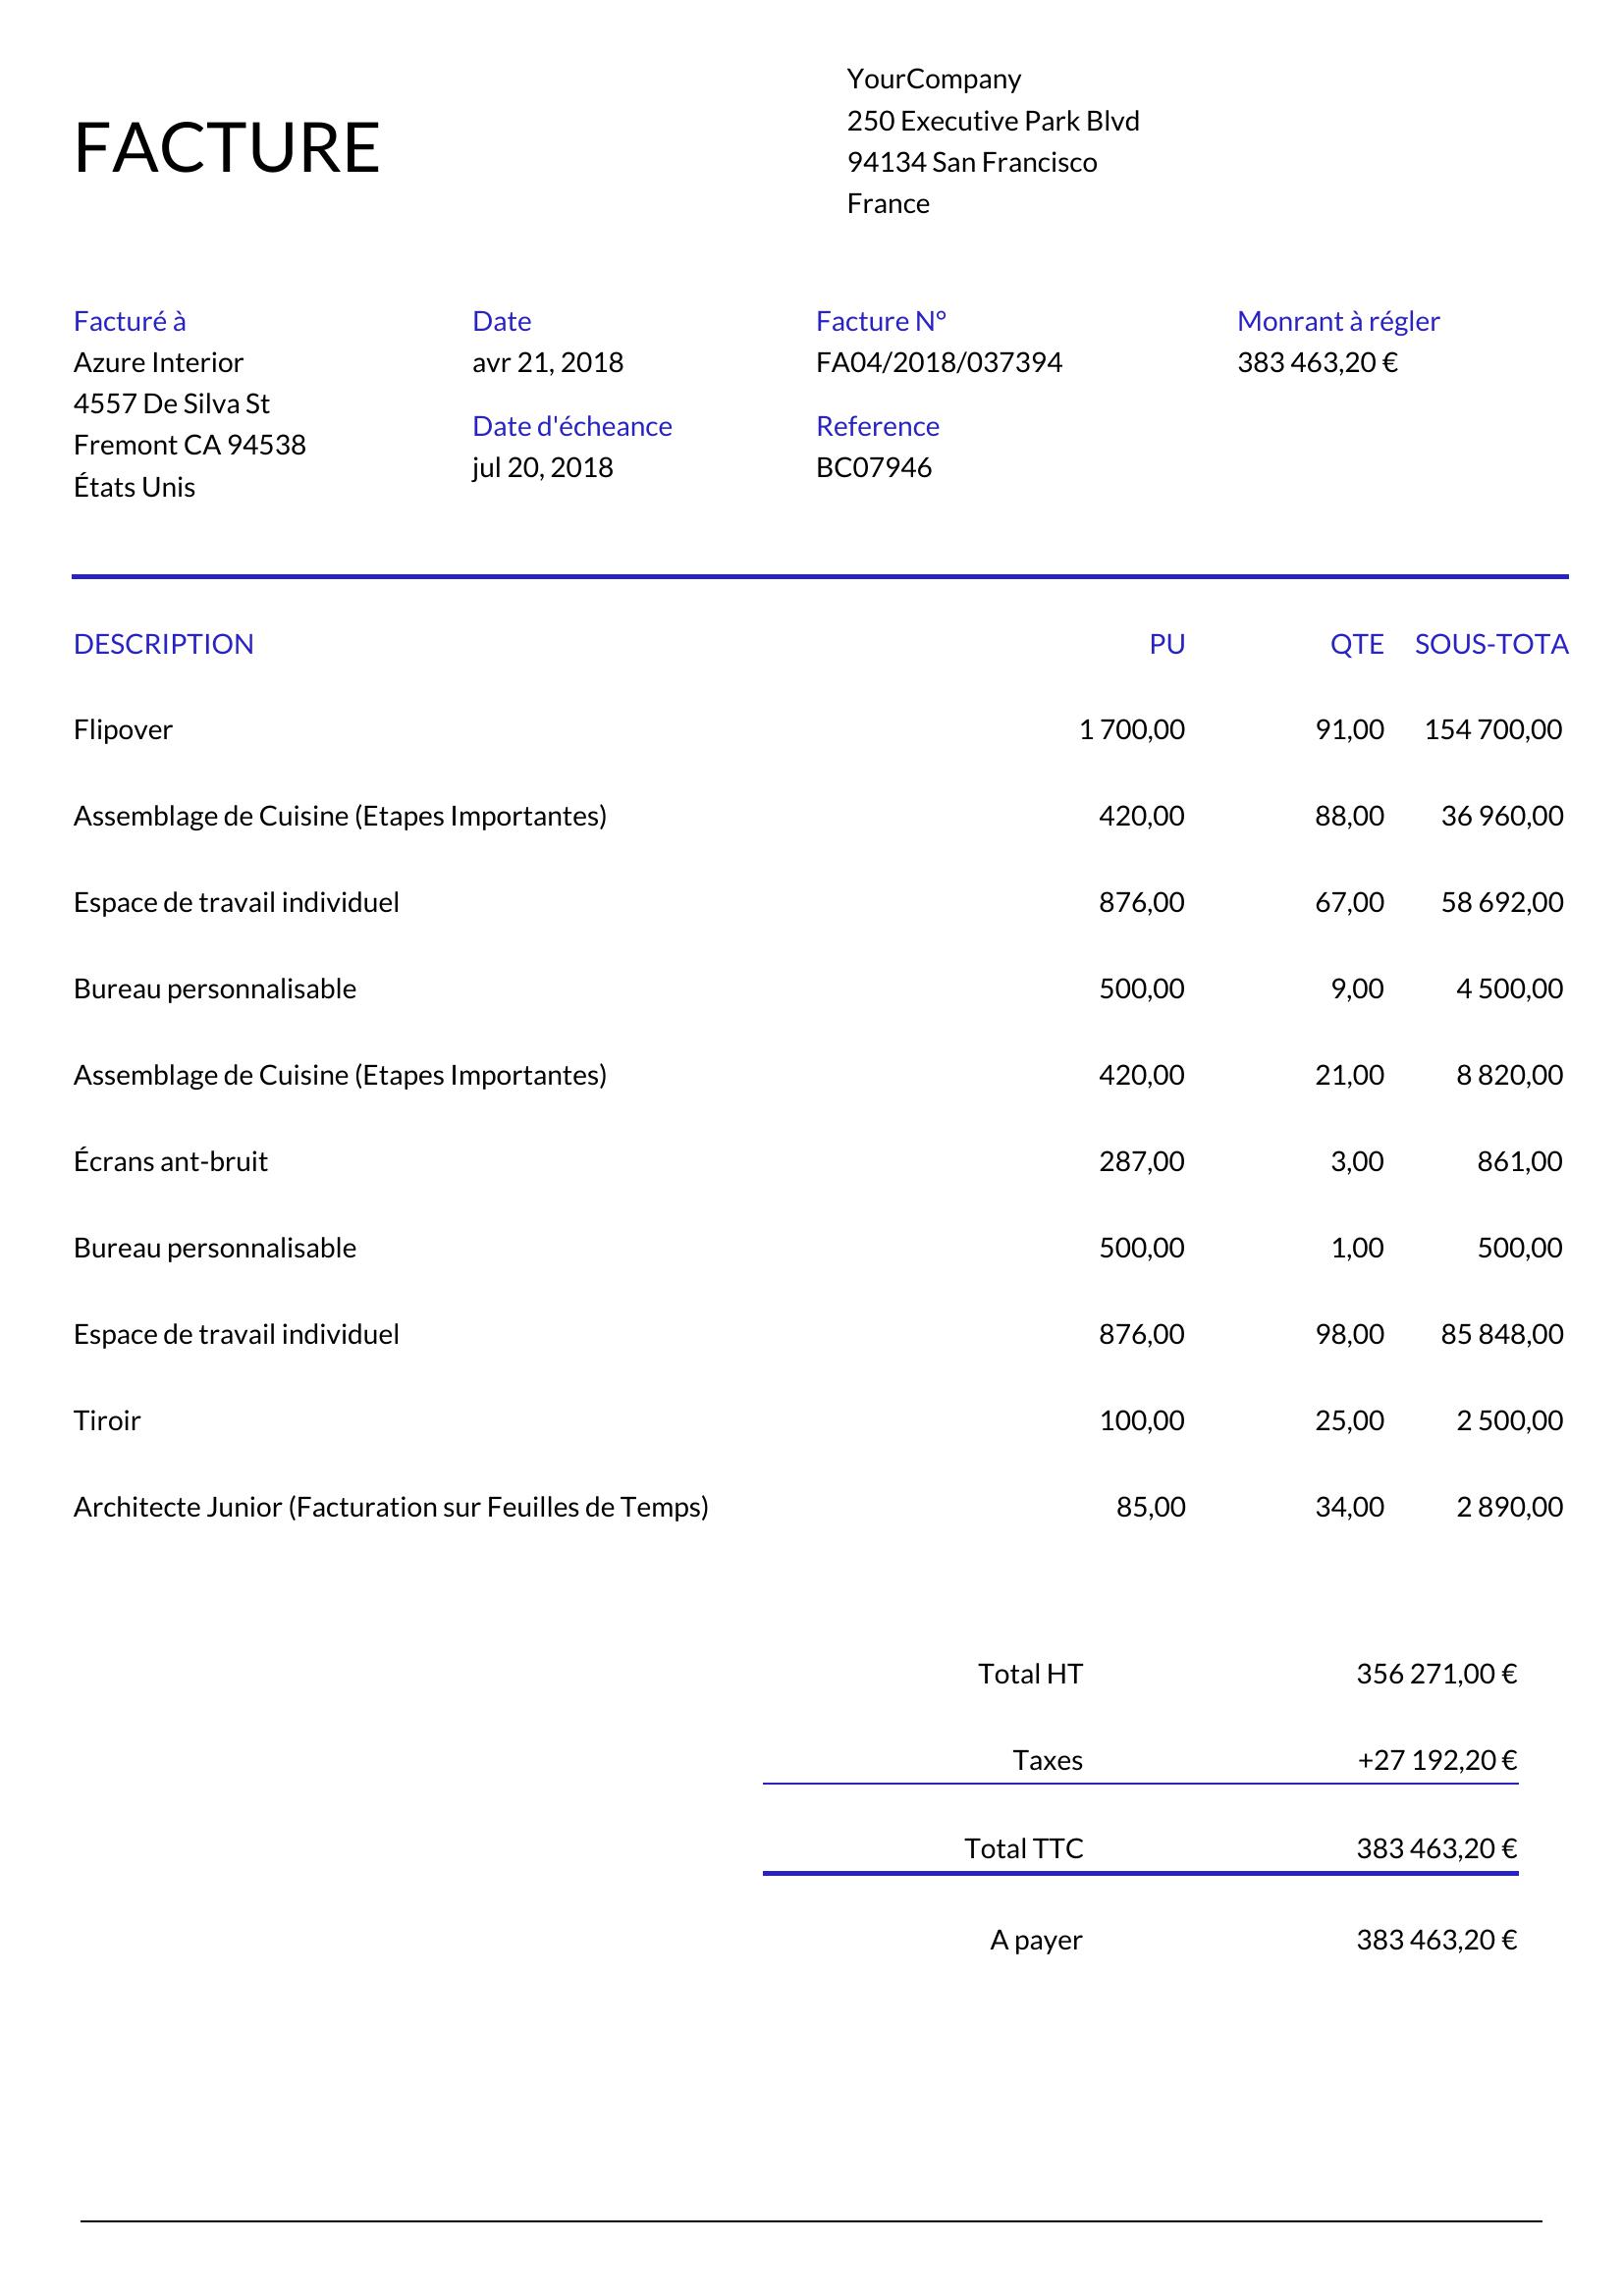 YourCompany
250 Executive Park Blvd
94134 San Francisco
France
FACTURE
Facturé à
Azure Interior
4557 De Silva St
Fremont CA 94538
États Unis
Date
avr 21, 2018
Date d'écheance
jul 20, 2018
Facture N°
FA04/2018/037394
Reference
BC07946
Monrant à régler
383 463,20 €
DESCRIPTION PU QTE SOUS-TOTA
Flipover 1 700,00 91,00 154 700,00
Assemblage de Cuisine (Etapes Importantes) 420,00 88,00 36 960,00
Espace de travail individuel 876,00 67,00 58 692,00
Bureau personnalisable 500,00 9,00 4 500,00
Assemblage de Cuisine (Etapes Importantes) 420,00 21,00 8 820,00
Écrans ant-bruit 287,00 3,00 861,00
Bureau personnalisable 500,00 1,00 500,00
Espace de travail individuel 876,00 98,00 85 848,00
Tiroir 100,00 25,00 2 500,00
Architecte Junior (Facturation sur Feuilles de Temps) 85,00 34,00 2 890,00
Total HT 356 271,00 €
Taxes +27 192,20 €
Total TTC 383 463,20 €
A payer 383 463,20 €